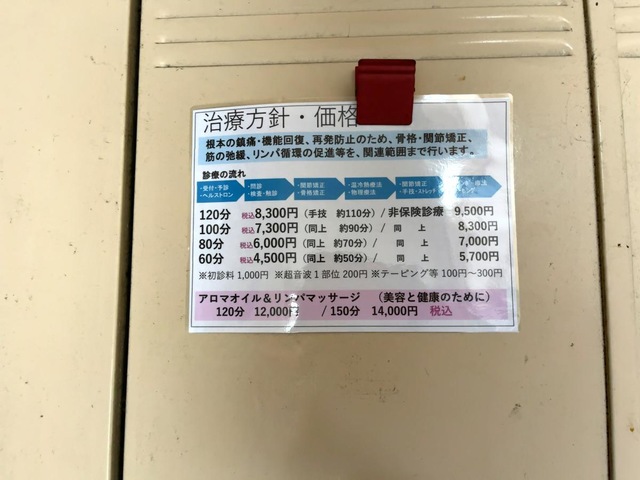 治療方針・価格
根本の鎮痛・機能回復、再発防止のため、骨格・関節矯正、
筋の弛緩、リンパ循環の促進等を、関連範囲まで行います。
診療の流れ
・受付・予診 ・問診 ・関節矯正 ・温冷熱療法 ・関節矯正
・ヘルストロン ・検査・触診 ・骨格矯正 ・物理療法 ・手技・ストレッチ
120分 税込8,300円(手技 約110分)/非保険診療 9,500円
100分 税込7,300円(同上 約90分)/ 同 上 8,300円
80分 税込6,000円(同上 約70分)/ 同 上 7,000円
60分 税込4,500円(同上 約50分)/ 同 上 5,700円
※初診料 1,000円 ※超音波1部位 200円 ※テーピング等 100円~300円
アロマオイル&リンパマッサージ (美容と健康のために)
120分 12,000円 /150分 14,000円 税込